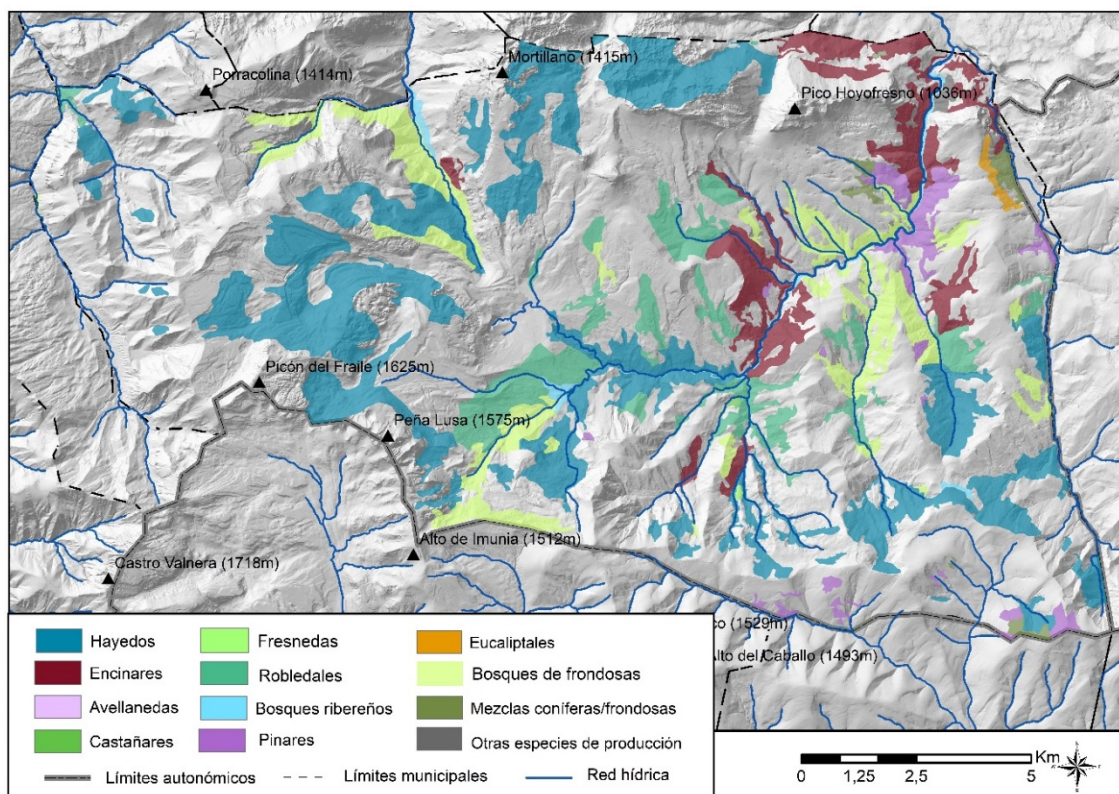 Mortillano (1415m)
Porracolina (1414m)
Pico Hoyofresno (1036m)
Picón del Fraile (1625m)
Peña Lusa (1575m)
Alto de Imunia (1512m)
Castro Valnera (1718m)
co (1529m)
Alto del Caballo (1493m)
Hayedos
Fresnedas
Eucaliptales
Encinares
Robledales
Bosques de frondosas
Avellanedas
Bosques ribereños
Mezclas coníferas/frondosas
Castañares
Pinares
Otras especies de producción
Límites autonómicos
Límites municipales
Red hídrica
Km
0 1,25 2,5 5